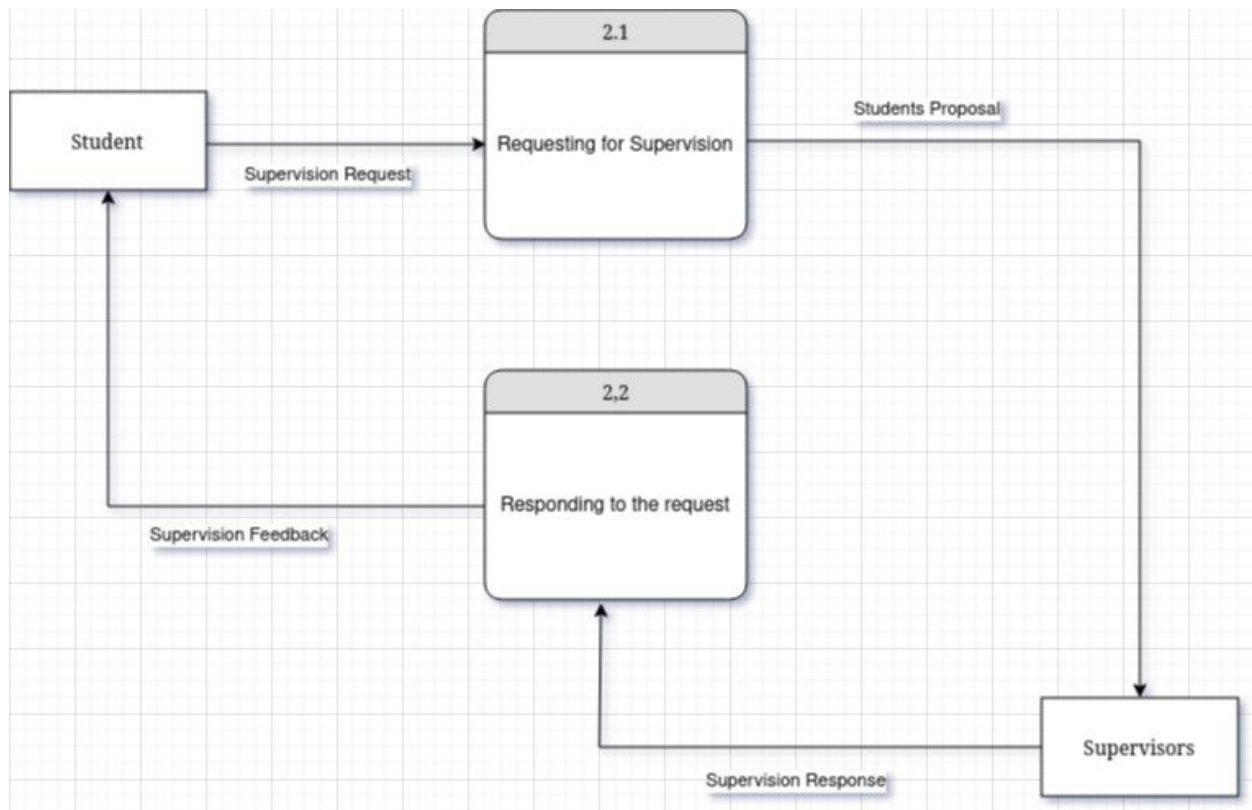 2.1
Students Proposal
Student
Requesting for Supervision
Supervision Request
2,2
Responding to the request
Supervision Feedback
Supervisors
Supervision Response